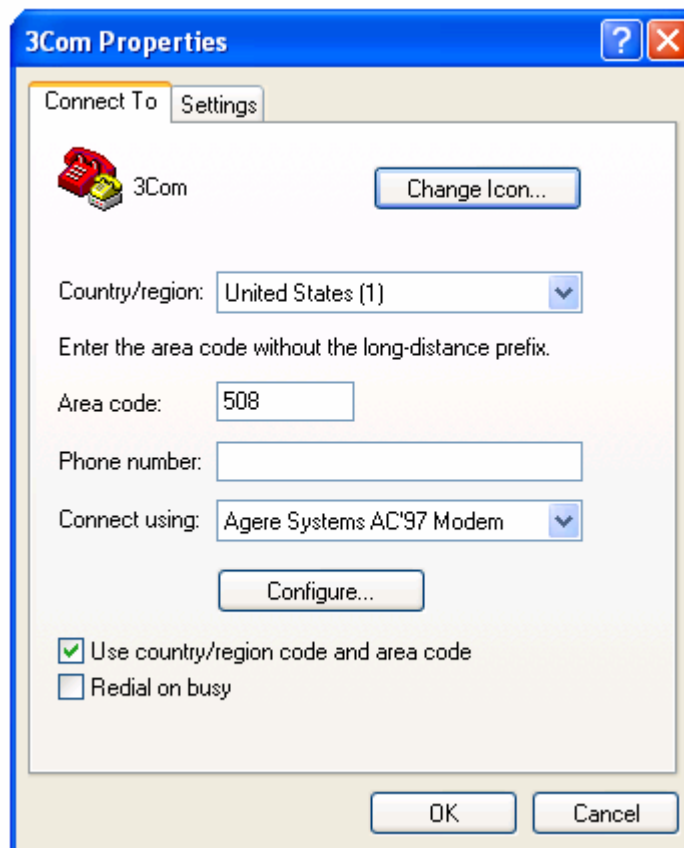 3Com Properties
Connect To Settings
3Com Change Icon...
Country/region: United States (1)
Enter the area code without the long-distance prefix.
Area code: 508
Phone number:
Connect using: Agere Systems AC'97 Modem
Configure...
Use country/region code and area code
Redial on busy
OK Cancel